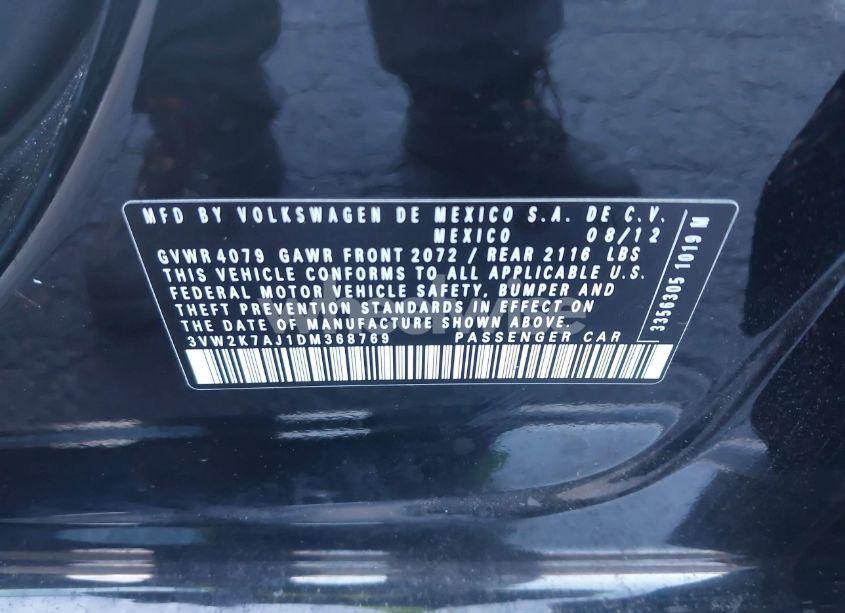 MFD BY VOLKSWAGEN DE MEXICO S.A. DE C.V.
MEXICO 08/12
GVWR 4079 GAWR FRONT 2072 / REAR 2116 LBS
THIS VEHICLE CONFORMS TO ALL APPLICABLE U.S.
FEDERAL MOTOR VEHICLE SAFETY, BUMPER AND
THEFT PREVENTION STANDARDS IN EFFECT ON
THE DATE OF MANUFACTURE SHOWN ABOVE.
3VW2K7AJ1DM368769 PASSENGER CAR
3356305 1019 M